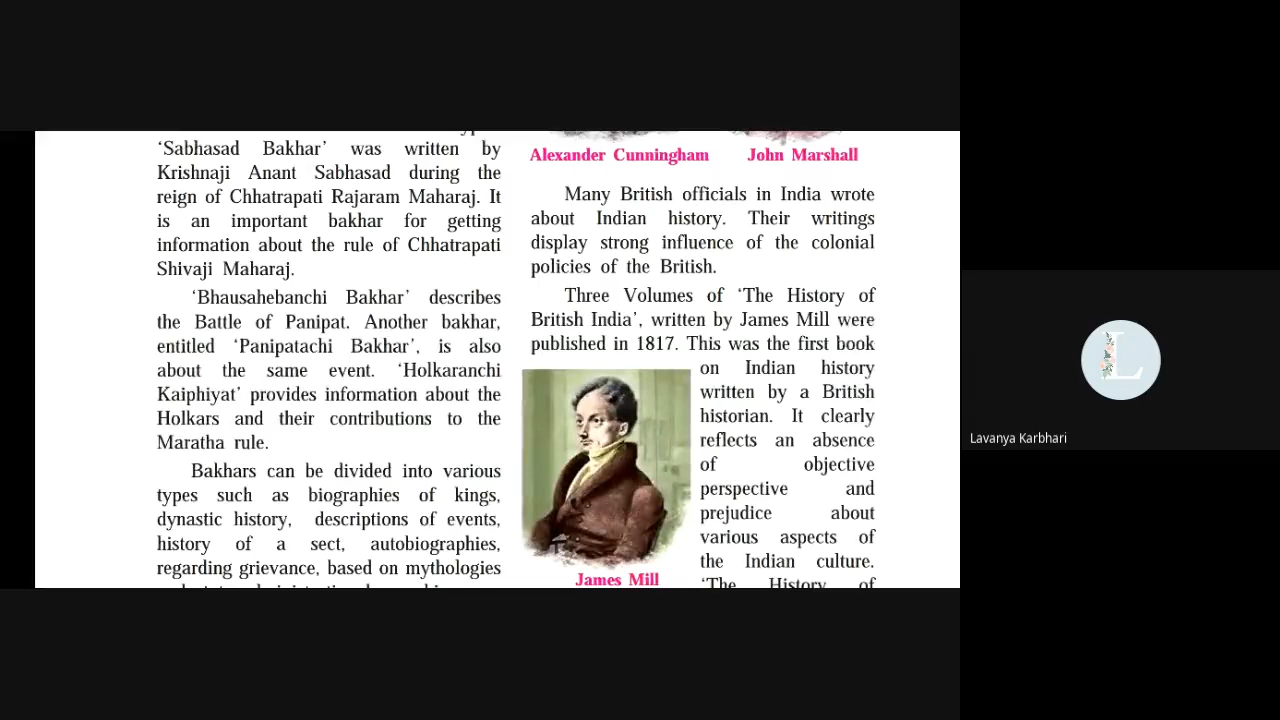 'Sabhasad Bakhar' was written by
Krishnaji Anant Sabhasad during the
reign of Chhatrapati Rajaram Maharaj. It
is an important bakhar for getting
information about the rule of Chhatrapati
Shivaji Maharaj.
'Bhausahebanchi Bakhar' describes
the Battle of Panipat. Another bakhar,
entitled 'Panipatachi Bakhar', is also
about the same event. 'Holkaranchi
Kaiphiyat' provides information about the
Holkars and their contributions to the
Maratha rule.
Bakhars can be divided into various
types such as biographies of kings,
dynastic history, descriptions of events,
history of a sect, autobiographies,
regarding grievance, based on mythologies
Alexander Cunningham
John Marshall
Many British officials in India wrote
about Indian history. Their writings
display strong influence of the colonial
policies of the British.
Three Volumes of 'The History of
British India', written by James Mill were
published in 1817. This was the first book
on Indian history
written by a British
historian. It clearly
reflects an absence
of objective
perspective and
prejudice about
various aspects of
the Indian culture.
'The History of
James Mill
L
Lavanya Karbhari